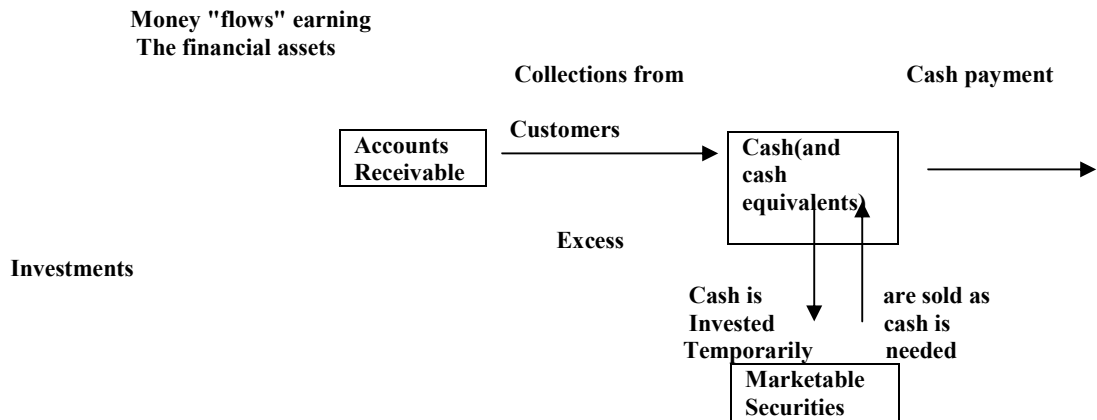 Money "flows" earning
The financial assets
Collections from
Cash payment
Customers
Accounts
Receivable
Cash(and
cash
equivalents)
Excess
Investments
Cash is
Invested
Temporarily
are sold as
cash is
needed
Marketable
Securities